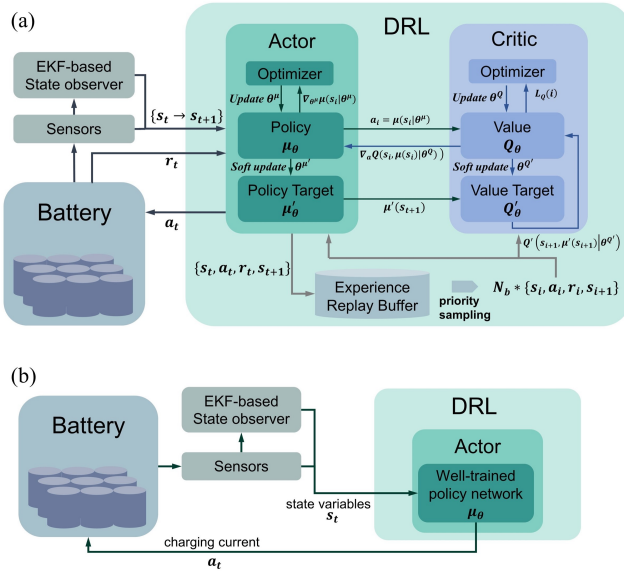 (a)
DRL
Actor
Critic
EKF-based
State observer
Optimizer
Optimizer
Update θ^μ
∇_{θ^μ} μ(s_i|θ^μ)
Update θ^Q
L_Q(i)
{s_t → s_{t+1}}
Sensors
Policy
μ_θ
a_i = μ(s_i|θ^μ)
Value
Q_θ
r_t
∇_a Q(s_i, μ(s_i)|θ^Q))
Soft update
θ^{μ'}
Soft update
θ^{Q'}
Battery
Policy Target
μ'_θ
μ'(s_{t+1})
Value Target
Q'_θ
a_t
Q'(s_{i+1}, μ'(s_{i+1})|θ^{Q'})
{s_t, a_t, r_t, s_{t+1}}
Experience
Replay Buffer
priority
sampling
N_b * {s_i, a_i, r_i, s_{i+1}}
(b)
Battery
EKF-based
State observer
Sensors
DRL
Actor
Well-trained
policy network
μ_θ
state variables
s_t
charging current
a_t